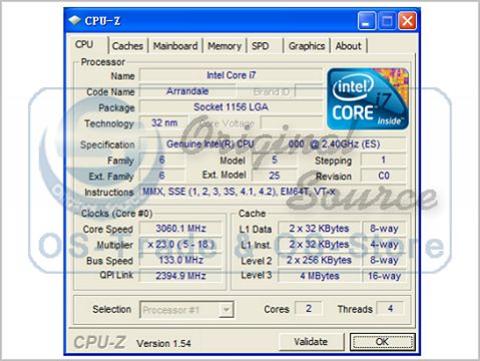 CPU-Z
CPU Caches Mainboard Memory SPD Graphics About
Processor
Name Intel Core i7
Code Name Arrandale Brand ID
Package Socket 1156 LGA
Technology 32 nm Core Voltage
intel
CORE i7
inside
Specification Genuine Intel(R) CPU 000 @ 2.40GHz (ES)
Family 6 Model 5 Stepping 1
Ext. Family 6 Ext. Model 25 Revision C0
Instructions MMX, SSE (1, 2, 3, 3S, 4.1, 4.2), EM64T, VT-x
Original
Source
Clocks (Core #0)
Core Speed 3060.1 MHz
Multiplier x 23.0 ( 5 - 18 )
Bus Speed 133.0 MHz
QPI Link 2394.9 MHz
Cache
L1 Data 2 x 32 KBytes 8-way
L1 Inst. 2 x 32 KBytes 4-way
Level 2 2 x 256 KBytes 8-way
Level 3 4 MBytes 16-way
OS-Trade & OS-Store
Selection Processor #1 Cores 2 Threads 4
CPU-Z Version 1.54 Validate OK